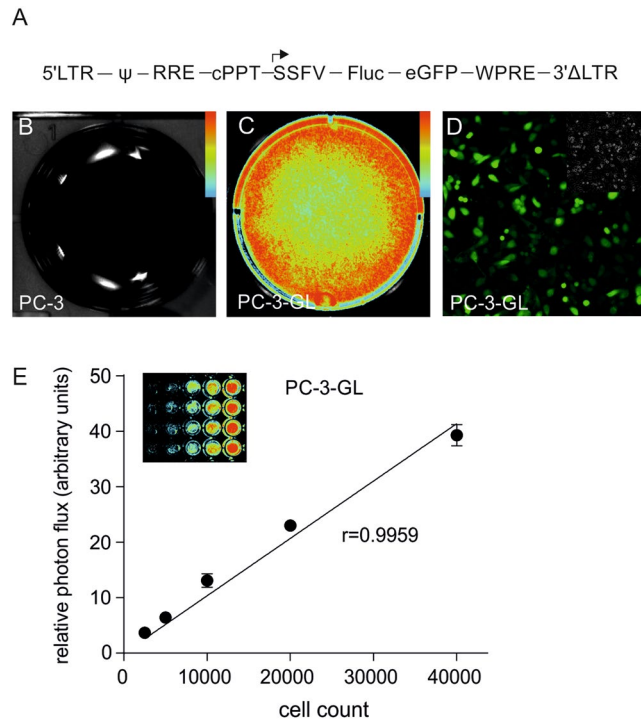 A
5'LTR — ψ — RRE — cPPT — SSFV — Fluc — eGFP — WPRE — 3'ΔLTR
B
C
D
PC-3
PC-3-GL
PC-3-GL
E
PC-3-GL
relative photon flux (arbitrary units)
50
40
30
20
10
0
r=0.9959
0 10000 20000 30000 40000
cell count